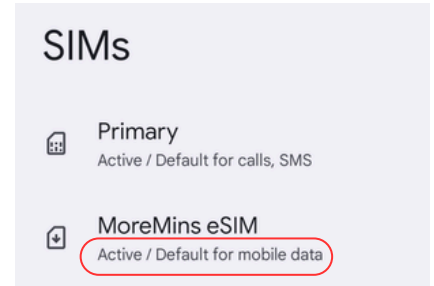 SIMs
Primary
Active / Default for calls, SMS
MoreMins eSIM
Active / Default for mobile data